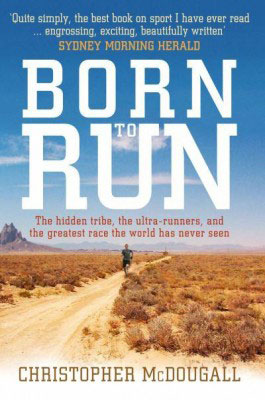 ‘Quite simply, the best book on sport I have ever read
... engrossing, exciting, beautifully written’
SYDNEY MORNING HERALD
BORN
TO
RUN
The hidden tribe, the ultra-runners, and
the greatest race the world has never seen
CHRISTOPHER McDOUGALL